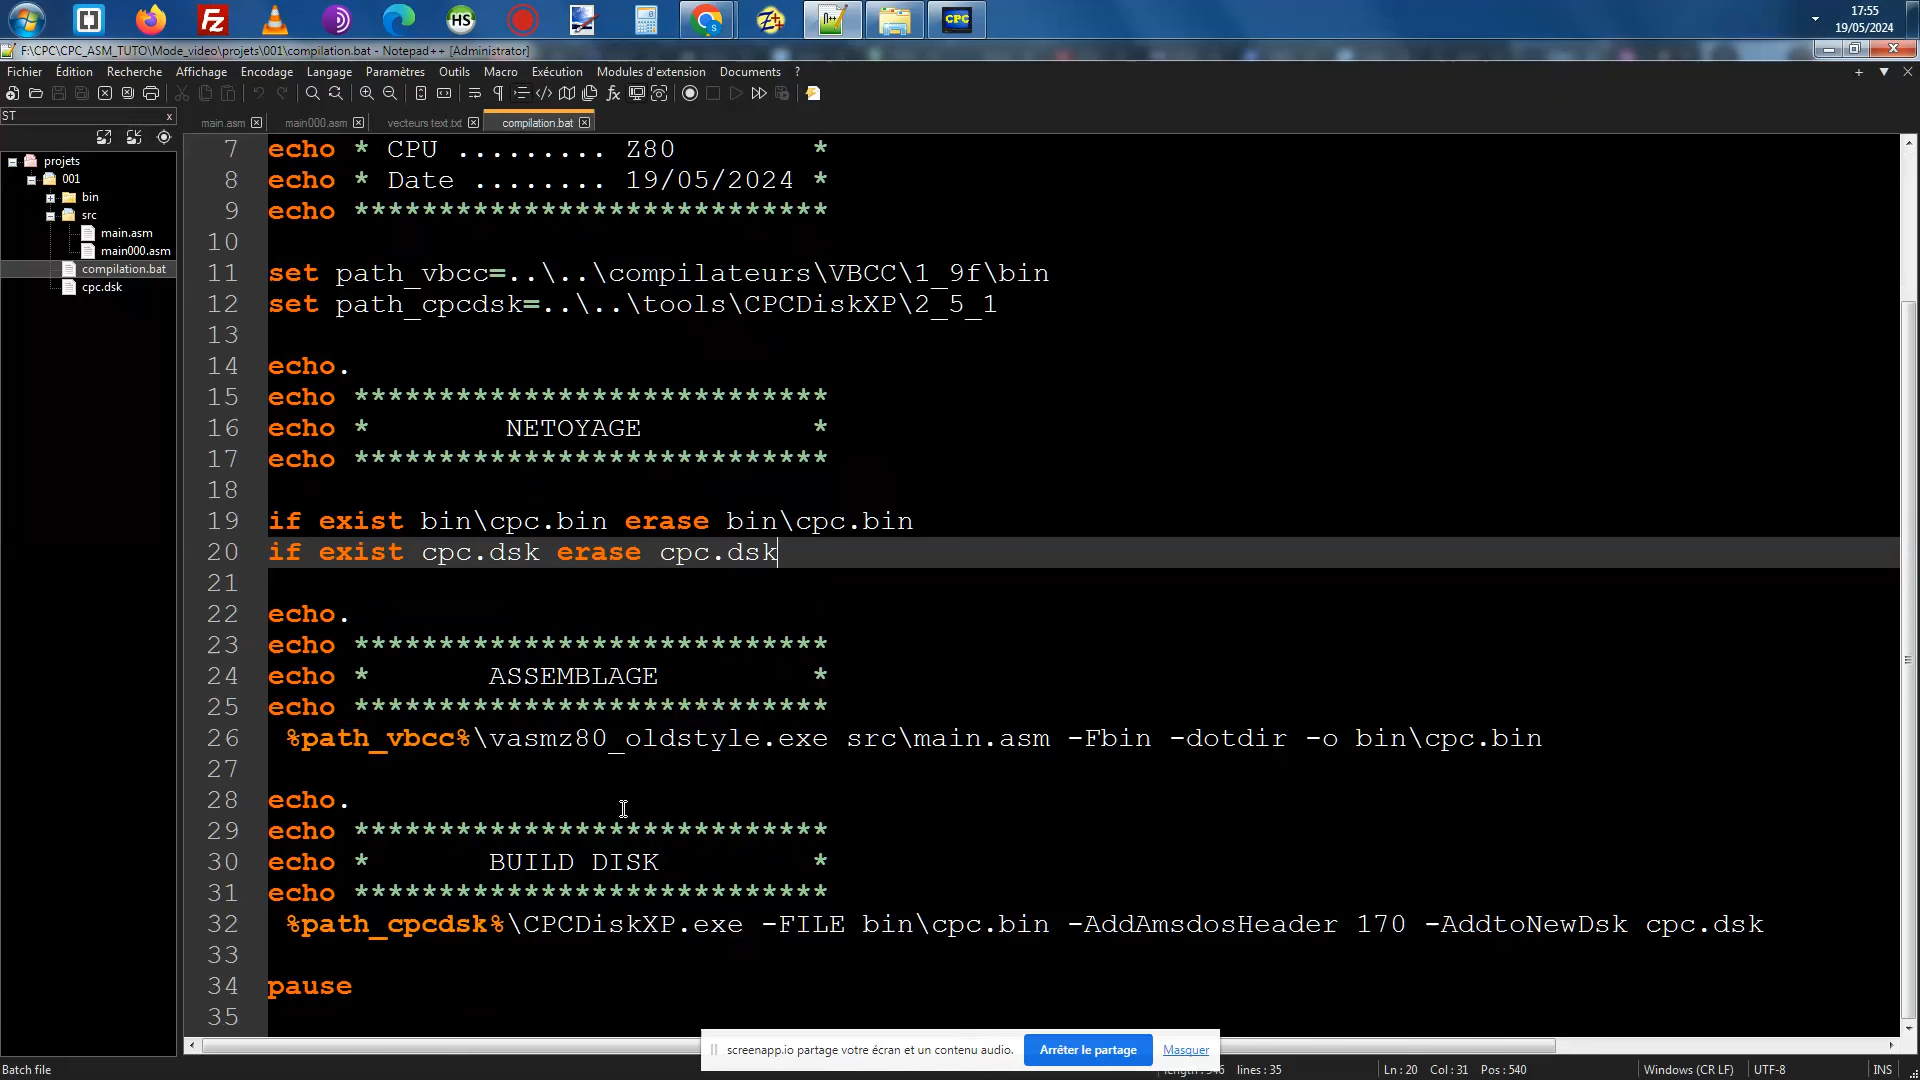 17:55
19/05/2024
F:\CPC\CPC_ASM_TUTO\Mode_video\projets\001\compilation.bat - Notepad++ [Administrator]
Fichier Édition Recherche Affichage Encodage Langage Paramètres Outils Macro Exécution Modules d'extension Documents ?
ST
main.asm main000.asm vecteurs text.txt compilation.bat
projets
001
bin
src
main.asm
main000.asm
compilation.bat
cpc.dsk
7 echo * CPU ......... Z80 *
8 echo * Date ........ 19/05/2024 *
9 echo ****************************
10
11 set path_vbcc=..\..\compilateurs\VBCC\1_9f\bin
12 set path_cpcdsk=..\..\tools\CPCDiskXP\2_5_1
13
14 echo.
15 echo ****************************
16 echo * NETOYAGE *
17 echo ****************************
18
19 if exist bin\cpc.bin erase bin\cpc.bin
20 if exist cpc.dsk erase cpc.dsk
21
22 echo.
23 echo ****************************
24 echo * ASSEMBLAGE *
25 echo ****************************
26 %path_vbcc%\vasmz80_oldstyle.exe src\main.asm -Fbin -dotdir -o bin\cpc.bin
27
28 echo.
29 echo ****************************
30 echo * BUILD DISK *
31 echo ****************************
32 %path_cpcdsk%\CPCDiskXP.exe -FILE bin\cpc.bin -AddAmsdosHeader 170 -AddtoNewDsk cpc.dsk
33
34 pause
35
screenapp.io partage votre écran et un contenu audio. Arrêter le partage Masquer
Batch file lines : 35 Ln : 20 Col : 31 Pos : 540 Windows (CR LF) UTF-8 INS